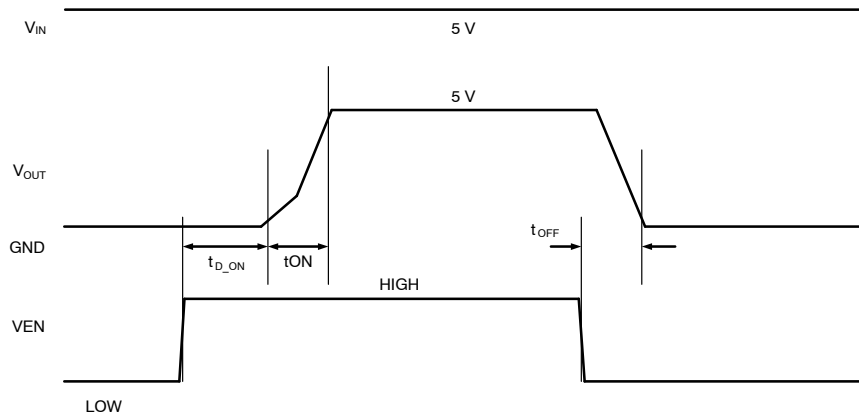 VIN
5 V
5 V
VOUT
GND
tD_ON
tON
tOFF
HIGH
VEN
LOW